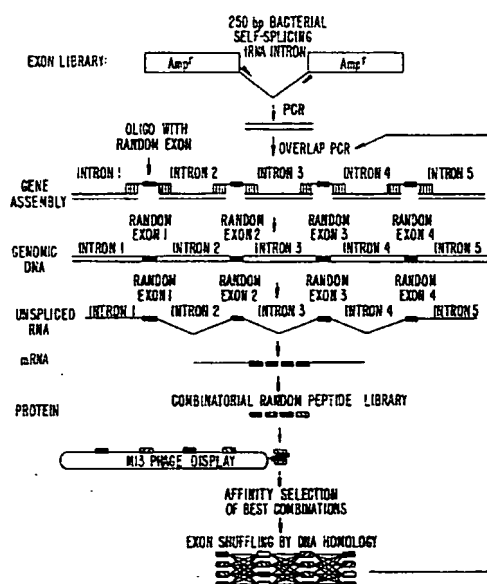 250 bp BACTERIAL
SELF-SPLICING
tRNA INTRON
EXON LIBRARY:
Ampr
Ampr
PCR
OLIGO WITH
RANDOM EXON
OVERLAP PCR
INTRON 1 INTRON 2 INTRON 3 INTRON 4 INTRON 5
GENE
ASSEMBLY
RANDOM EXON 1 RANDOM EXON 2 RANDOM EXON 3 RANDOM EXON 4
GENOMIC
DNA
INTRON 1 INTRON 2 INTRON 3 INTRON 4 INTRON 5
RANDOM EXON 1 RANDOM EXON 2 RANDOM EXON 3 RANDOM EXON 4
UNSPLICED
RNA
INTRON 1 INTRON 2 INTRON 3 INTRON 4 INTRON 5
mRNA
COMBINATORIAL RANDOM PEPTIDE LIBRARY
PROTEIN
M13 PHAGE DISPLAY
AFFINITY SELECTION
OF BEST COMBINATIONS
EXON SHUFFLING BY DNA HOMOLOGY